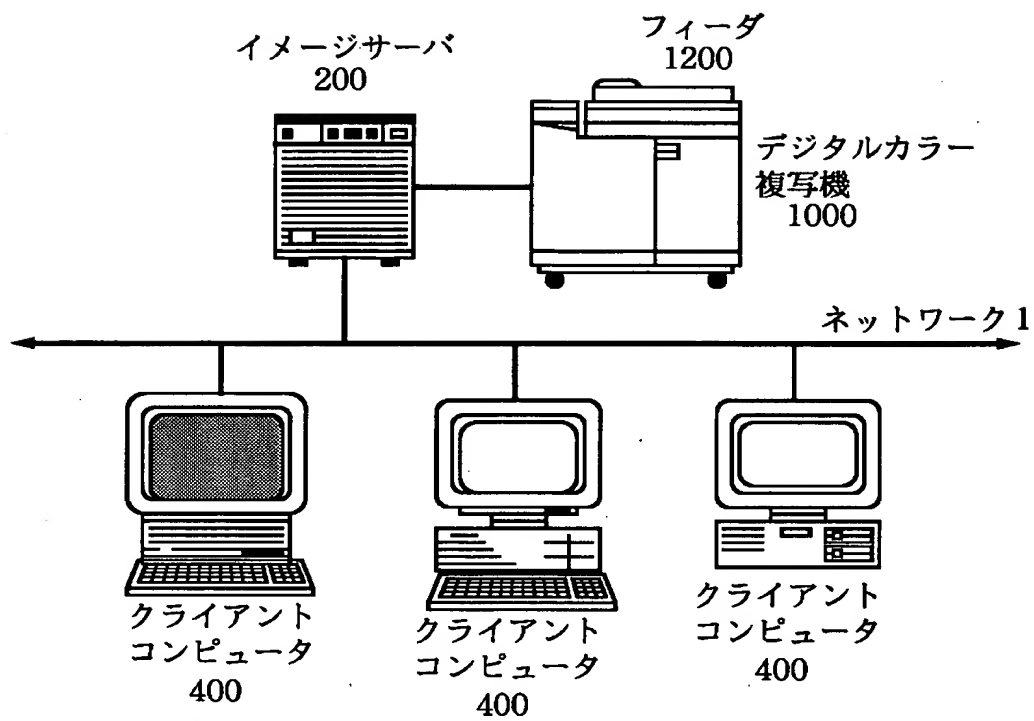 イメージサーバ
200
フィーダ
1200
デジタルカラー
複写機
1000
ネットワーク1
クライアント
コンピュータ
400
クライアント
コンピュータ
400
クライアント
コンピュータ
400